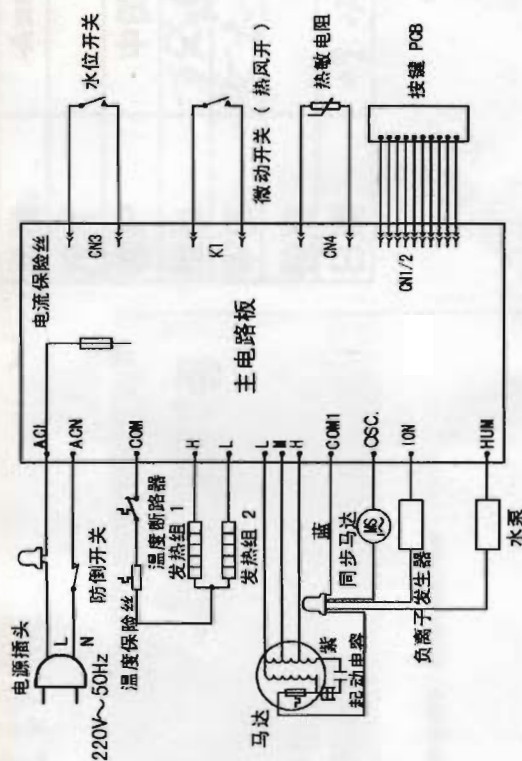 电源插头
220V～50Hz
L
N
防倒开关
温度保险丝
温度断路器
发热组 1
发热组 2
马达
白
紫
起动电容
蓝
同步马达
MS
～
负离子发生器
水泵
ACL
ACN
COM
H
L
L
M
H
COM1
OSC.
ION
HUM
电流保险丝
主电路板
CN3
K1
CN4
CN1/2
水位开关
微动开关（热风开）
热敏电阻
按键 PCB